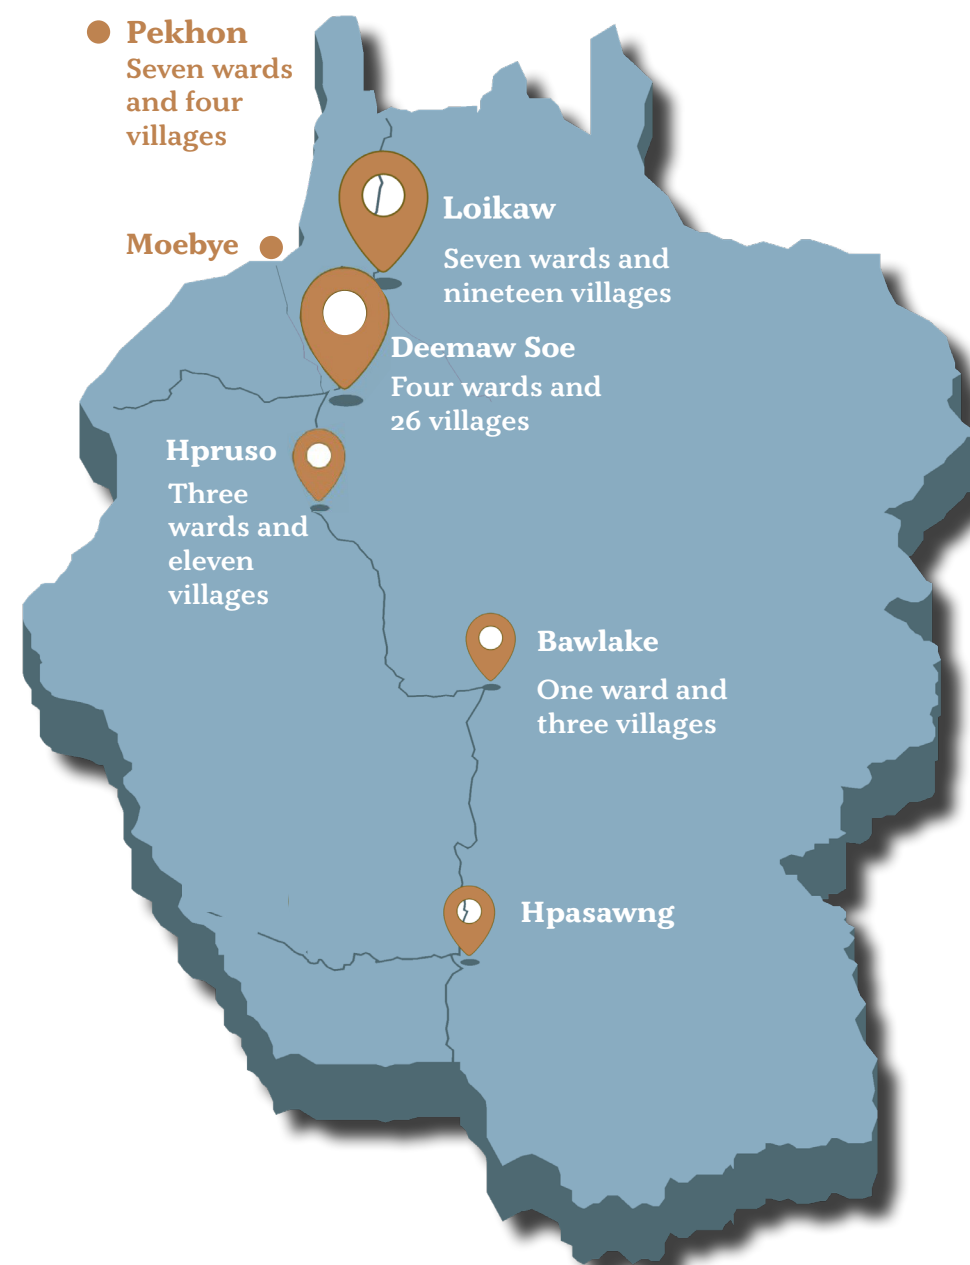 Pekhon
Seven wards
and four
villages
Loikaw
Seven wards and
nineteen villages
Moebye
Deemaw Soe
Four wards and
26 villages
Hpruso
Three
wards and
eleven
villages
Bawlake
One ward and
three villages
Hpasawng